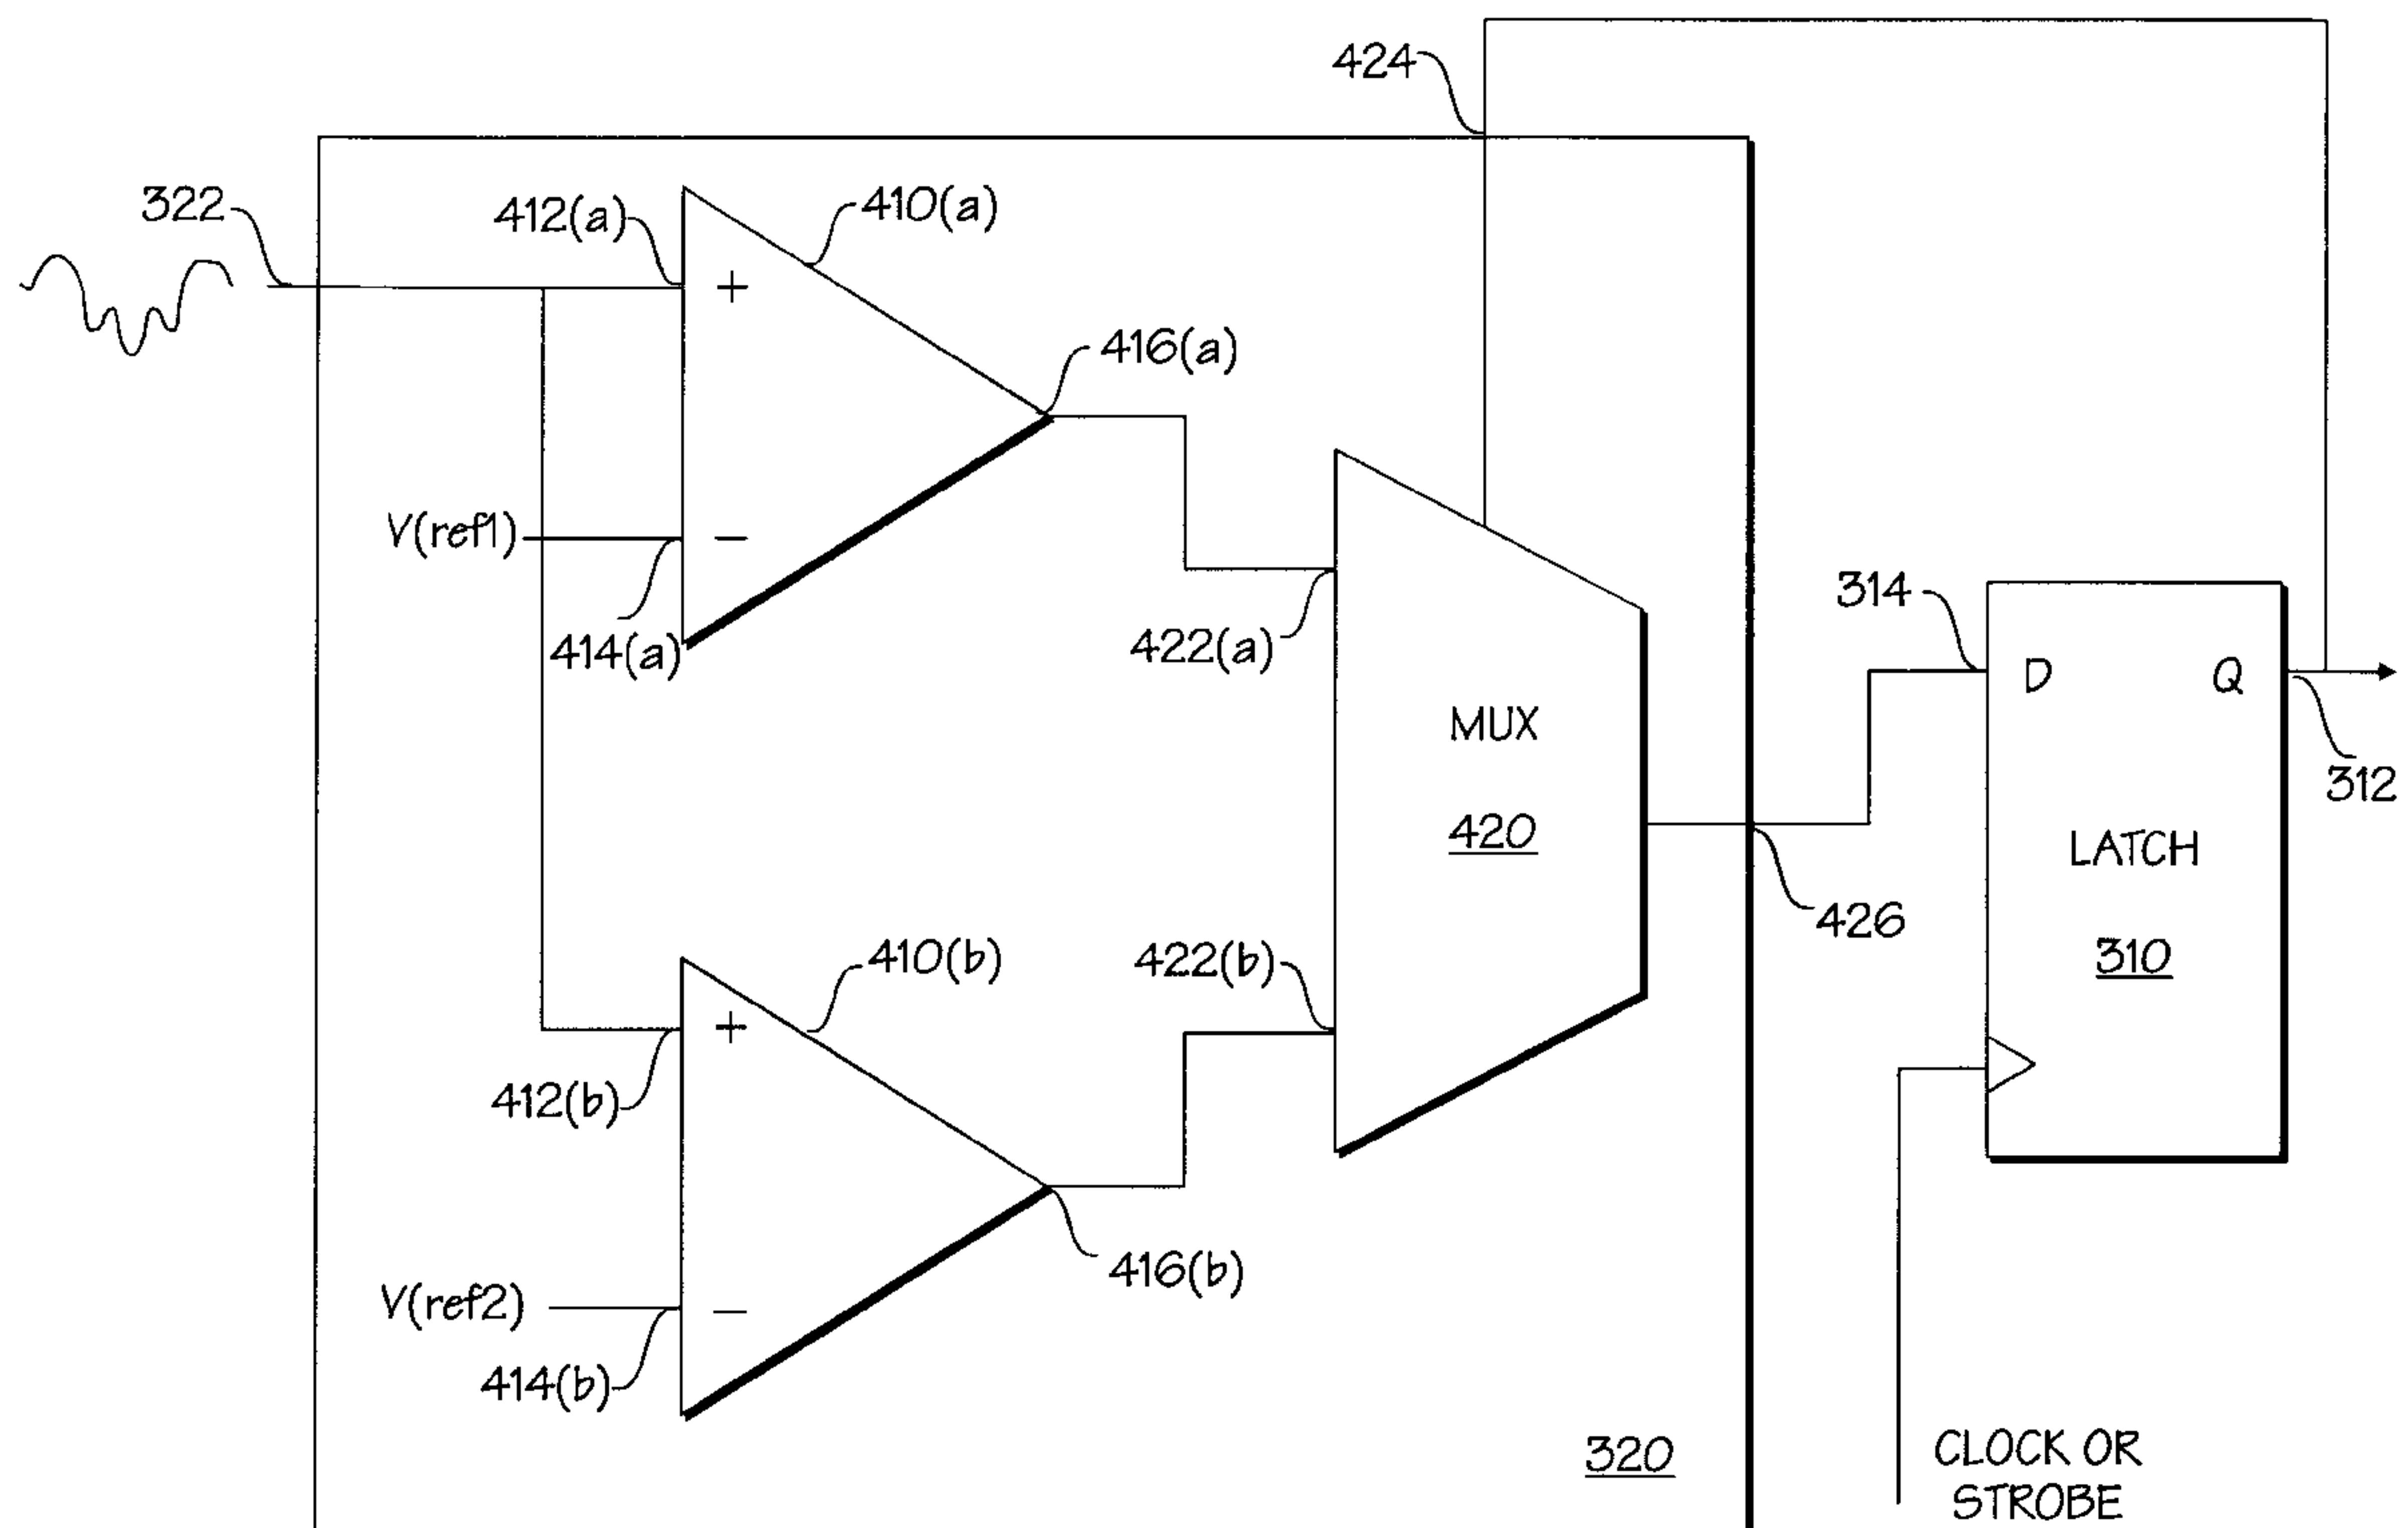 424
322
412(a)
410(a)
+
416(a)
V(ref1)
−
414(a)
422(a)
314
D
Q
MUX
312
420
LATCH
426
410(b)
422(b)
310
+
412(b)
416(b)
V(ref2)
−
414(b)
320
CLOCK OR
STROBE